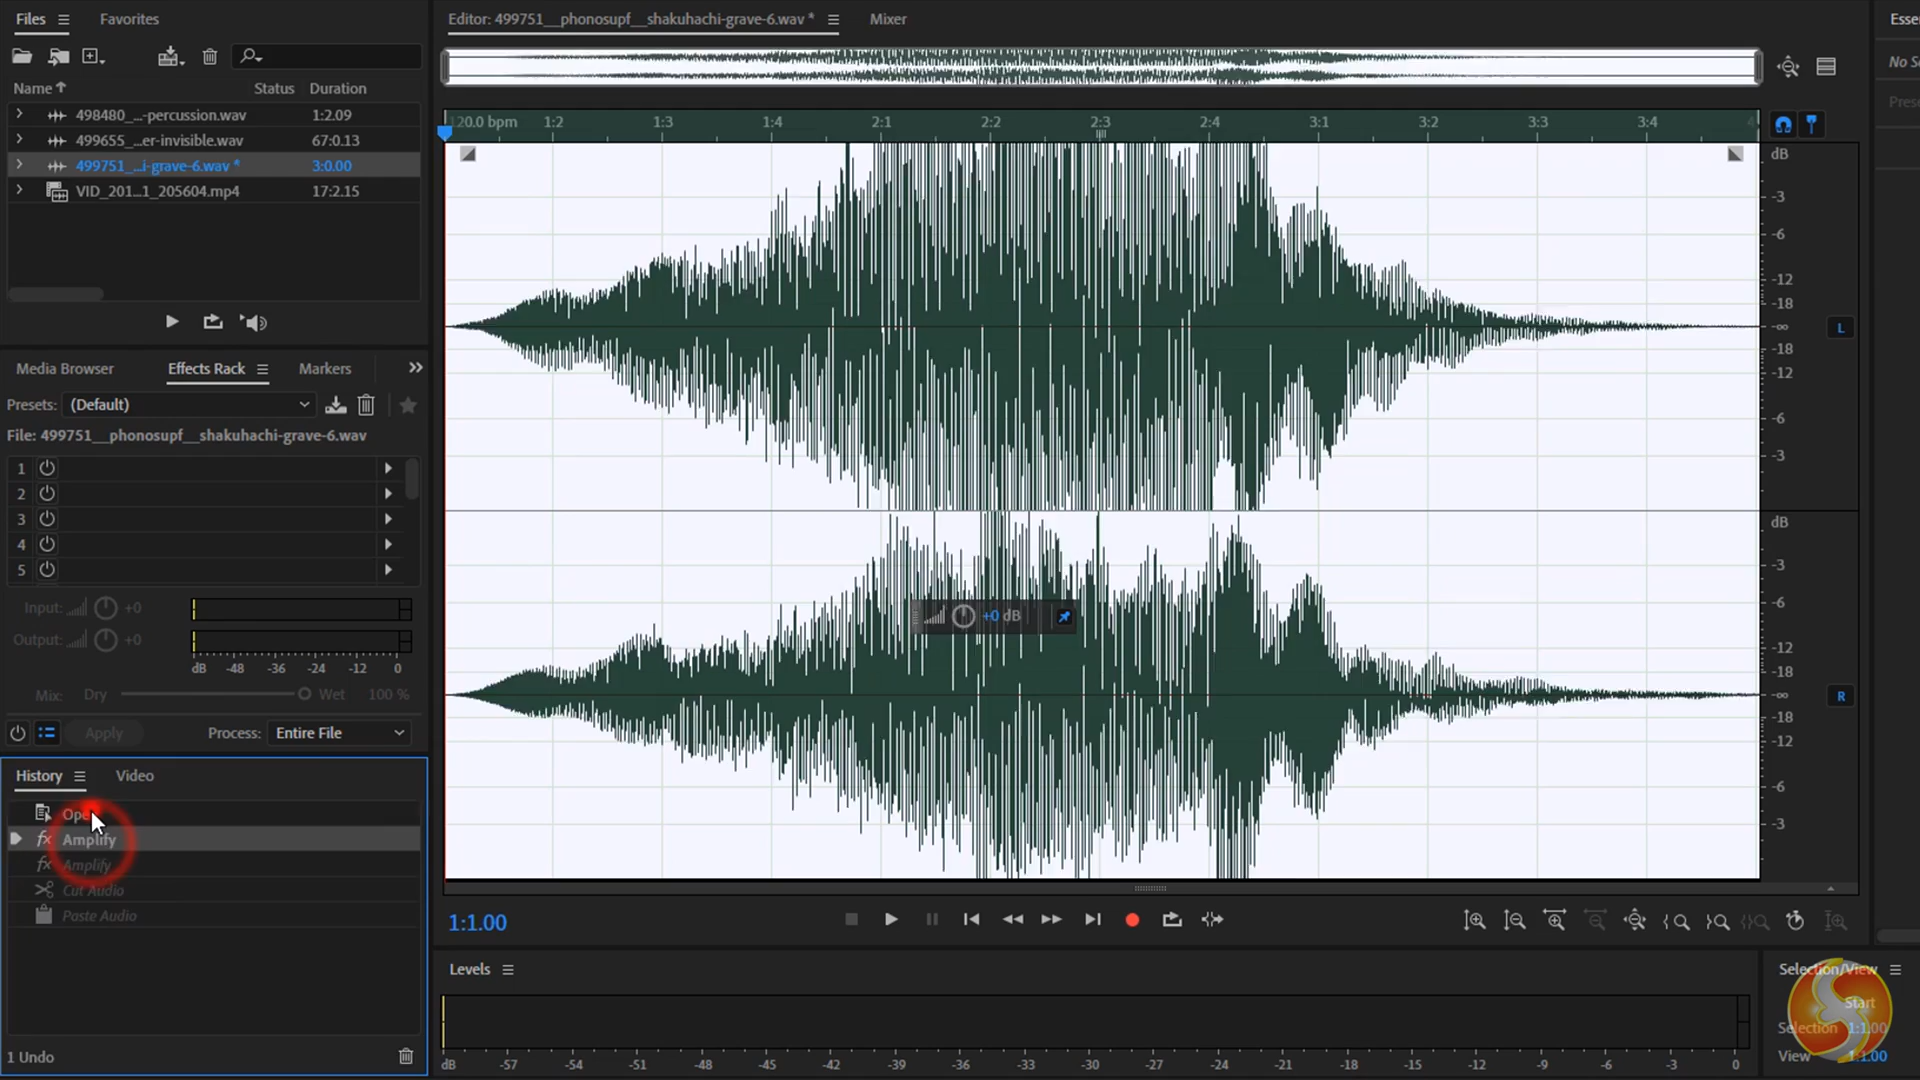 Files
Favorites
Name
Status
Duration
498480_...-percussion.wav
1:2.09
499655_...er-invisible.wav
67:0.13
499751_...i-grave-6.wav *
3:0.00
VID_201...1_205604.mp4
17:2.15
Media Browser
Effects Rack
Markers
Presets:
(Default)
File: 499751__phonosupf__shakuhachi-grave-6.wav
1
2
3
4
5
Input:
+0
Output:
+0
dB
-48
-36
-24
-12
0
Mix:
Dry
Wet
100 %
Apply
Process:
Entire File
History
Video
Amplify
Amplify
Cut Audio
Paste Audio
1 Undo
Editor: 499751__phonosupf__shakuhachi-grave-6.wav *
Mixer
120.0 bpm
1:2
1:3
1:4
2:1
2:2
2:3
2:4
3:1
3:2
3:3
3:4
dB
-3
-6
-12
-18
-∞
-18
-12
-6
-3
L
dB
-3
-6
-12
-18
-∞
-18
-12
-6
-3
R
+0 dB
1:1.00
Levels
dB
-57
-54
-51
-48
-45
-42
-39
-36
-33
-30
-27
-24
-21
-18
-15
-12
-9
-6
-3
0
Selection/View
Start
Selection
1:1.00
View
1:1.00